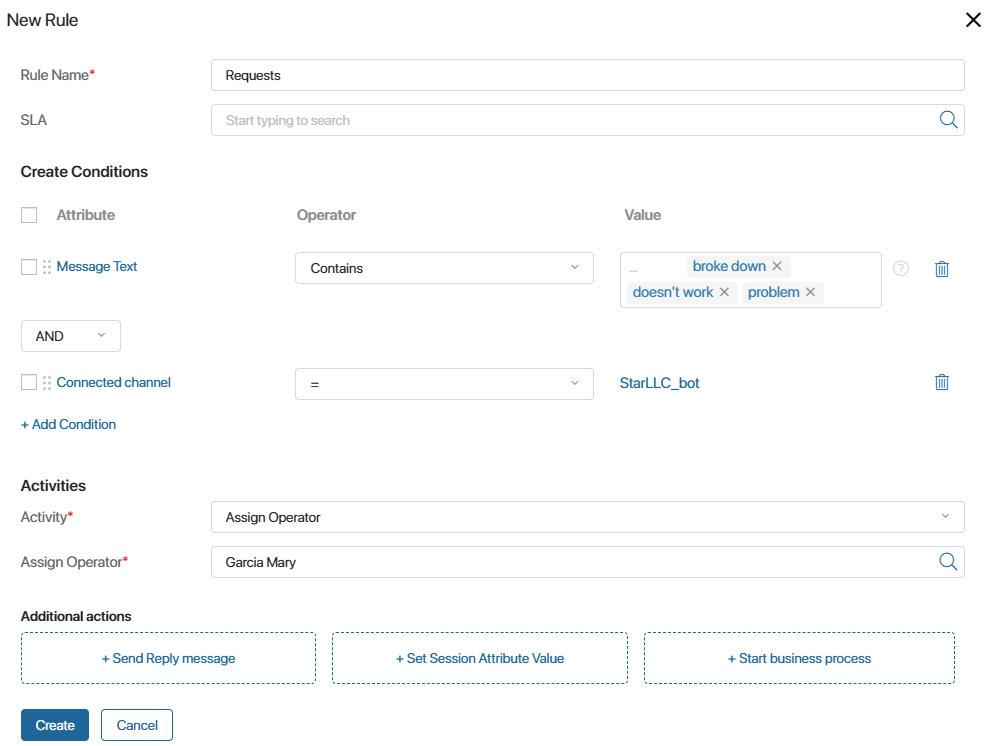 New Rule
Rule Name*
Requests
SLA
Start typing to search
Create Conditions
Attribute Operator Value
Message Text
Contains
... broke down ×
doesn't work × problem ×
?
AND
Connected channel
=
StarLLC_bot
+ Add Condition
Activities
Activity*
Assign Operator
Assign Operator*
Garcia Mary
Additional actions
+ Send Reply message
+ Set Session Attribute Value
+ Start business process
Create
Cancel